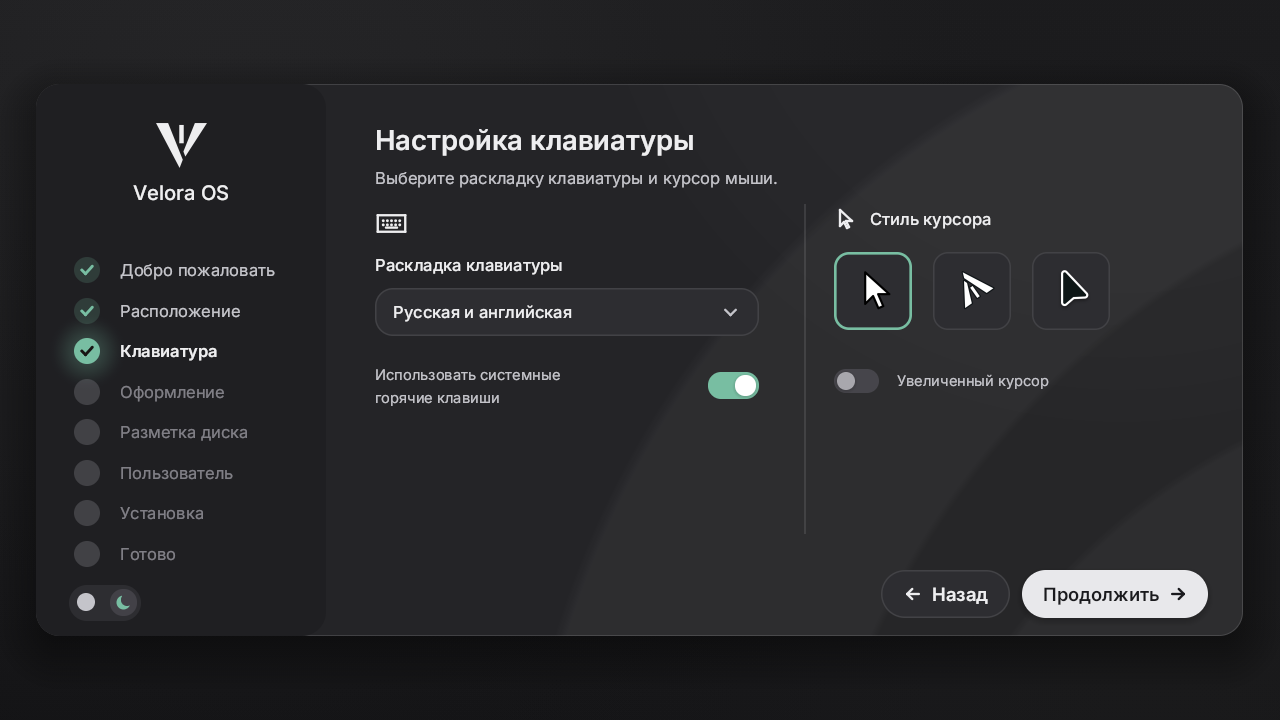 Velora OS
Добро пожаловать
Расположение
Клавиатура
Оформление
Разметка диска
Пользователь
Установка
Готово
Настройка клавиатуры
Выберите раскладку клавиатуры и курсор мыши.
Раскладка клавиатуры
Русская и английская
Использовать системные
горячие клавиши
Стиль курсора
Увеличенный курсор
Назад
Продолжить